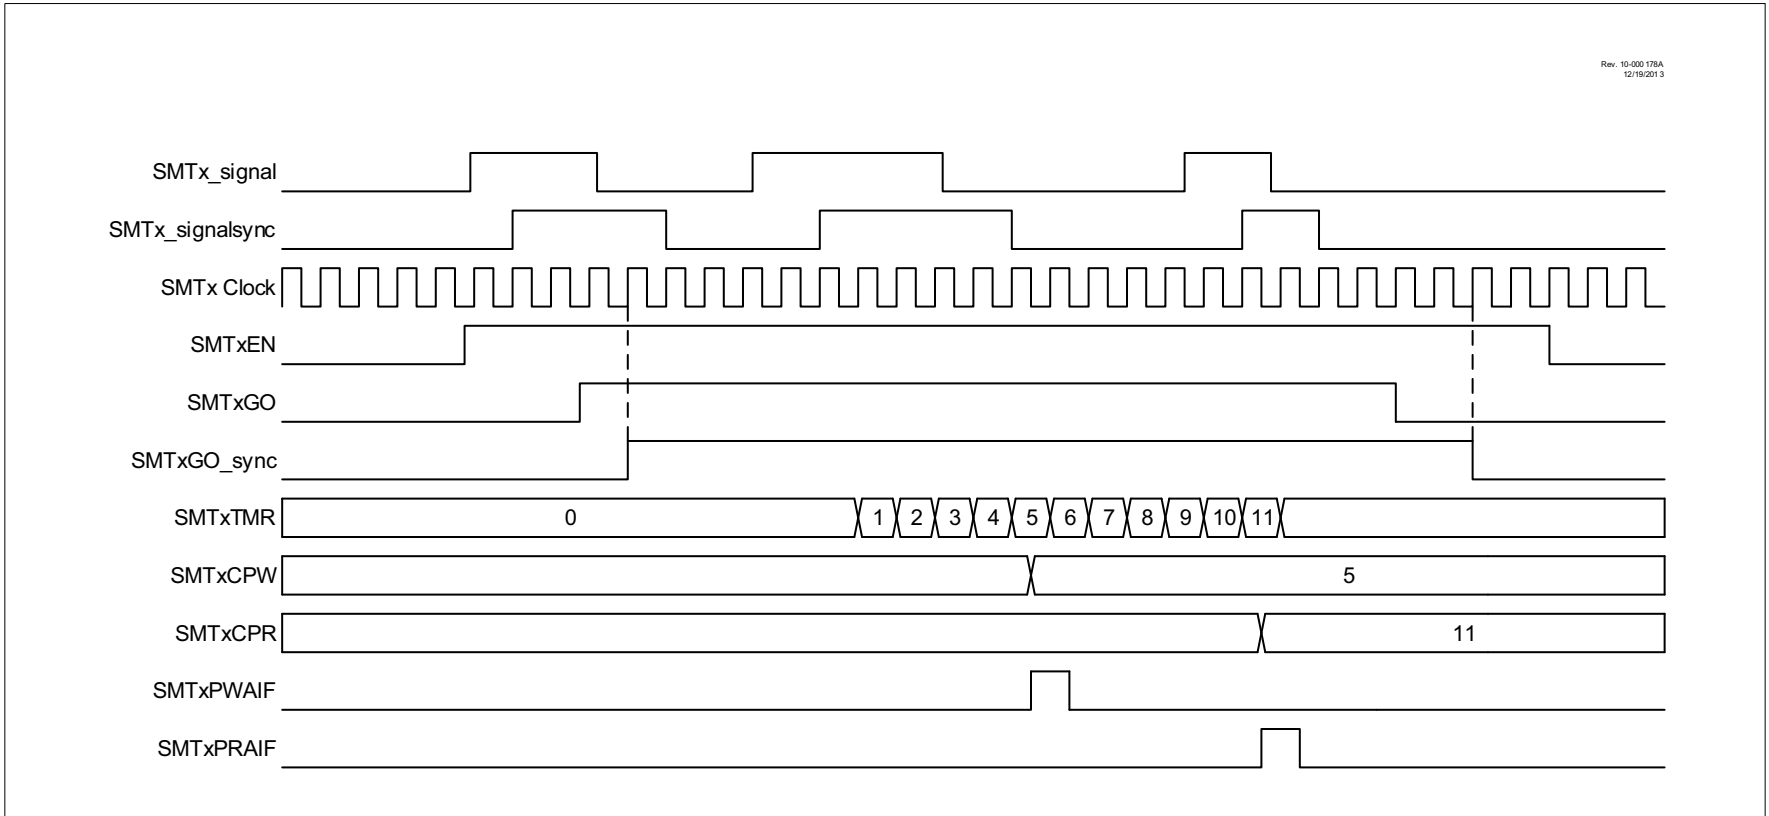 Rev. 10-000 178A
12/19/201 3
SMTx_signal
SMTx_signalsync
SMTx Clock
SMTxEN
SMTxGO
SMTxGO_sync
SMTxTMR 0 1 2 3 4 5 6 7 8 9 10 11
SMTxCPW 5
SMTxCPR 11
SMTxPWAIF
SMTxPRAIF